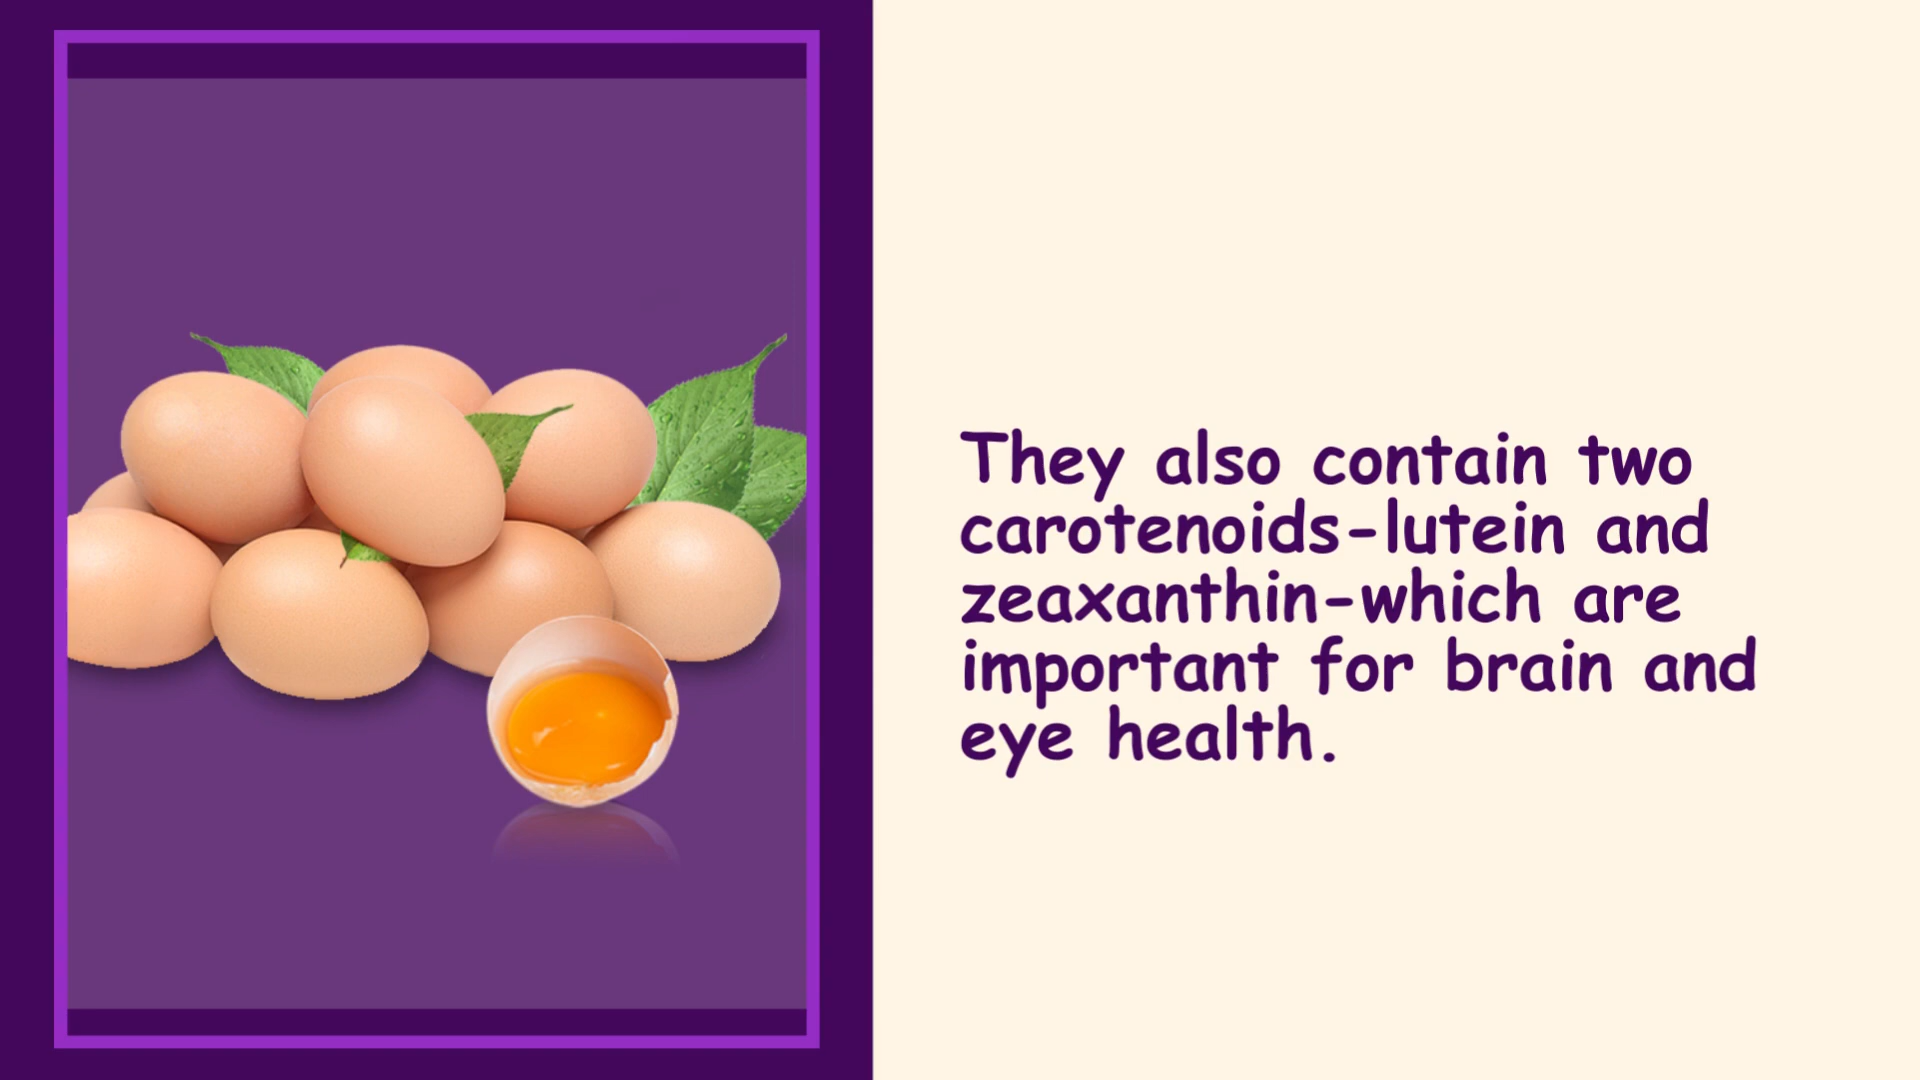 They also contain two
carotenoids-lutein and
zeaxanthin-which are
important for brain and
eye health.